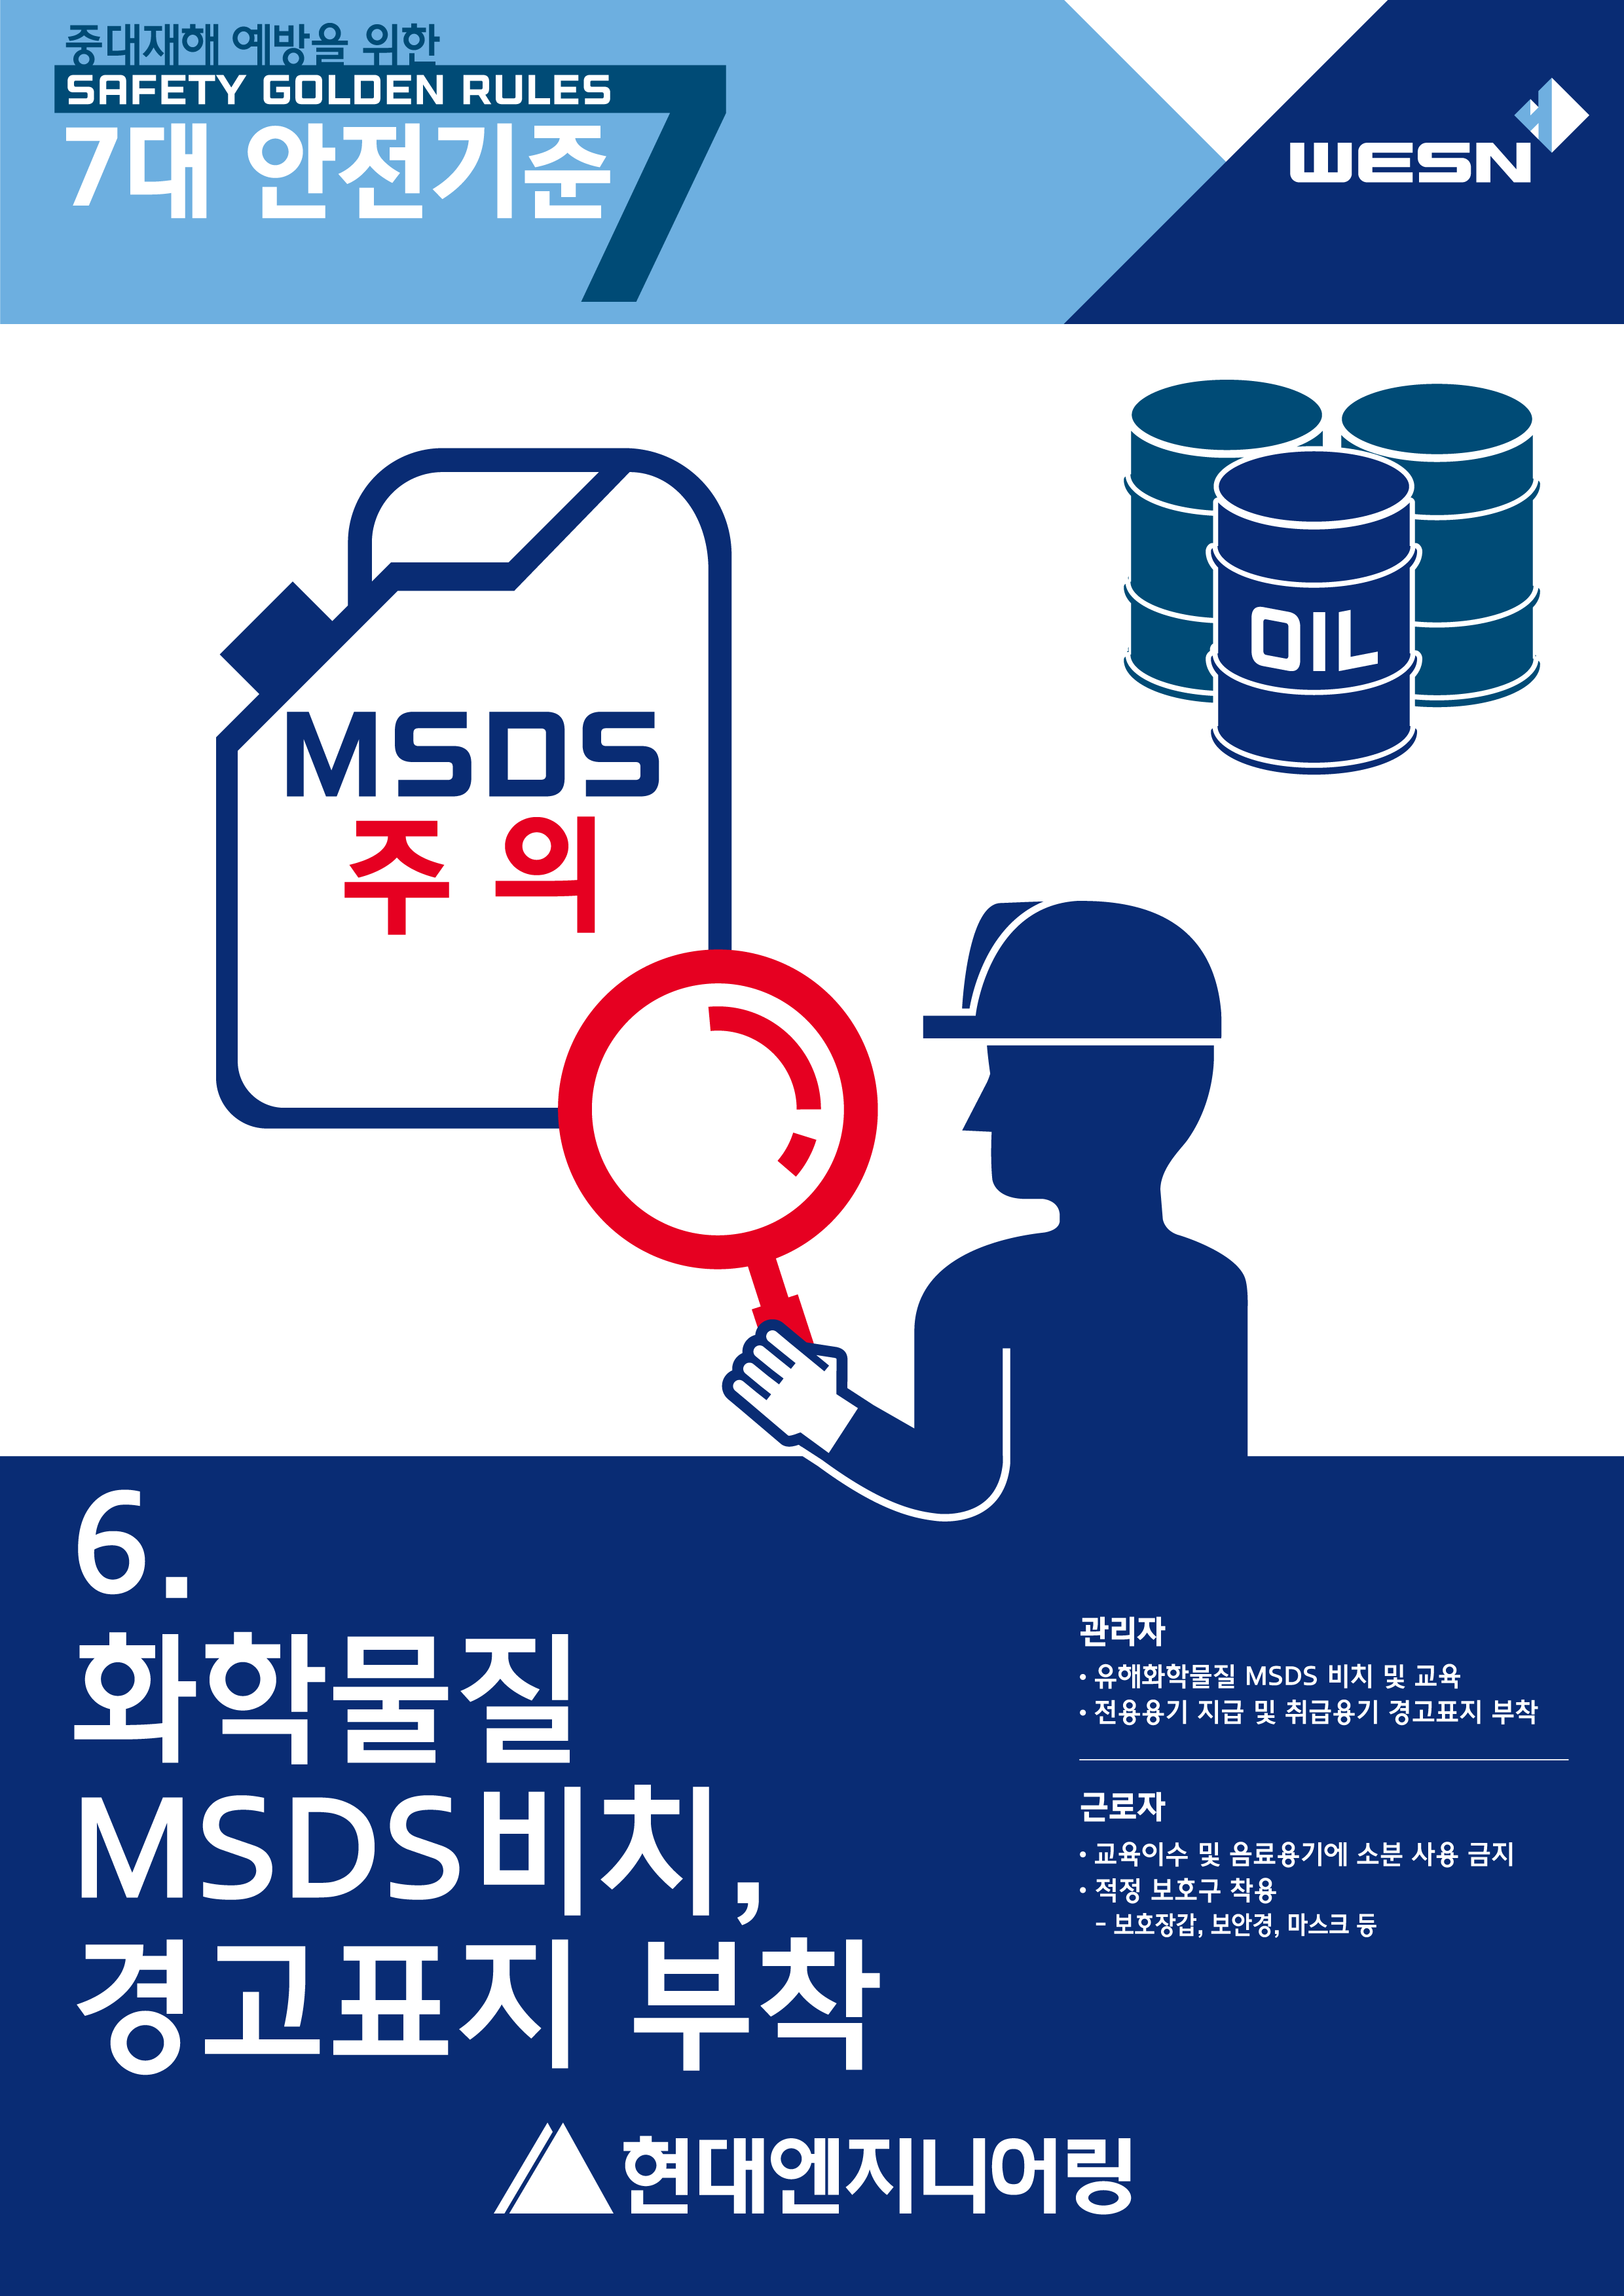 중대재해 예방을 위한
SAFETY GOLDEN RULES
7대 안전기준
7
WESN
OIL
MSDS
주의
6.
화학물질
MSDS비치,
경고표지 부착
관리자
• 유해화학물질 MSDS 비치 및 교육
• 전용용기 지급 및 취급용기 경고표지 부착
근로자
• 교육이수 및 음료용기에 소분 사용 금지
• 적정 보호구 착용
- 보호장갑, 보안경, 마스크 등
현대엔지니어링